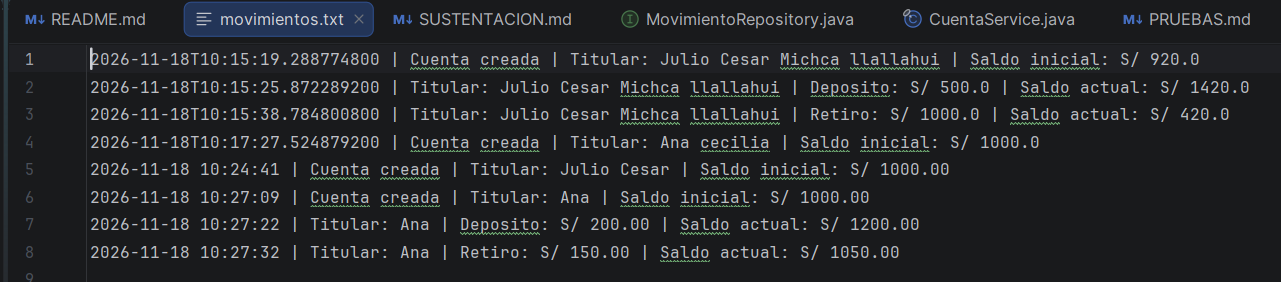 README.md movimientos.txt SUSTENTACION.md MovimientoRepository.java CuentaService.java PRUEBAS.md
1 2026-11-18T10:15:19.288774800 | Cuenta creada | Titular: Julio Cesar Michca llallahui | Saldo inicial: S/ 920.0
2 2026-11-18T10:15:25.872289200 | Titular: Julio Cesar Michca llallahui | Deposito: S/ 500.0 | Saldo actual: S/ 1420.0
3 2026-11-18T10:15:38.784800800 | Titular: Julio Cesar Michca llallahui | Retiro: S/ 1000.0 | Saldo actual: S/ 420.0
4 2026-11-18T10:17:27.524879200 | Cuenta creada | Titular: Ana cecilia | Saldo inicial: S/ 1000.0
5 2026-11-18 10:24:41 | Cuenta creada | Titular: Julio Cesar | Saldo inicial: S/ 1000.00
6 2026-11-18 10:27:09 | Cuenta creada | Titular: Ana | Saldo inicial: S/ 1000.00
7 2026-11-18 10:27:22 | Titular: Ana | Deposito: S/ 200.00 | Saldo actual: S/ 1200.00
8 2026-11-18 10:27:32 | Titular: Ana | Retiro: S/ 150.00 | Saldo actual: S/ 1050.00
9